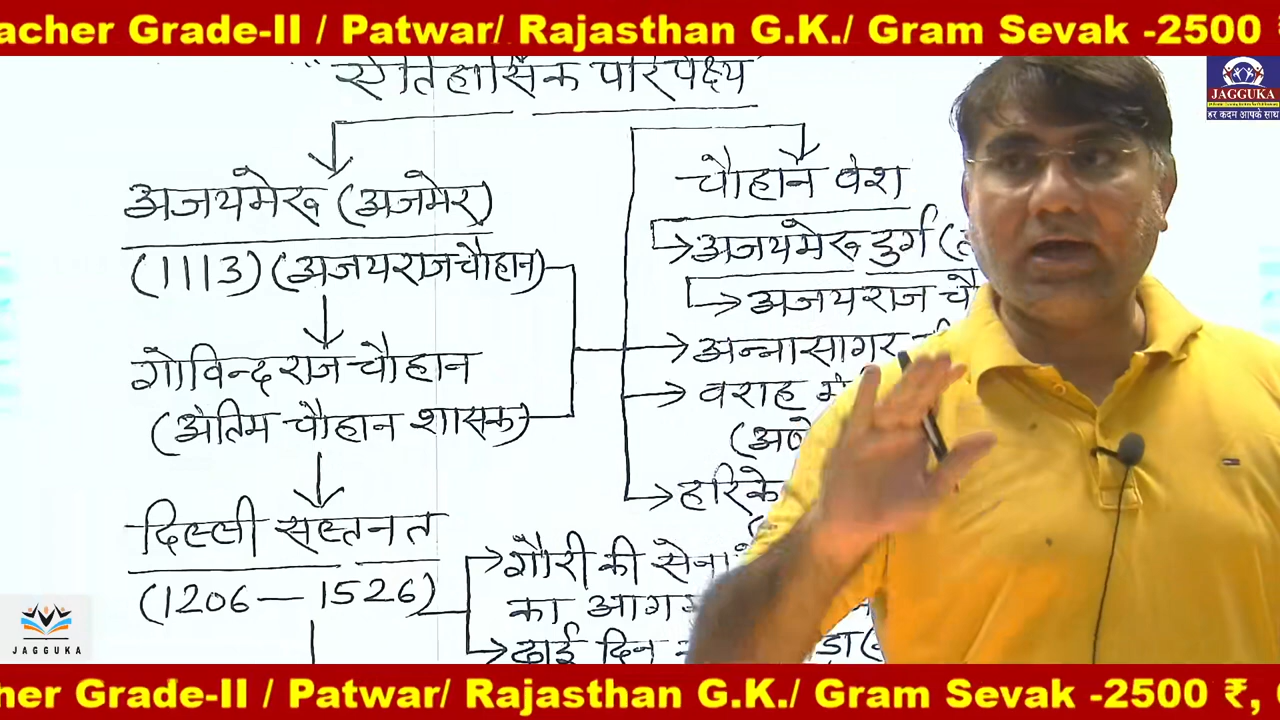 acher Grade-II / Patwar/ Rajasthan G.K./ Gram Sevak -2500
JAGGUKA
हर कदम आपके साथ
ऐतिहासिक परिपेक्ष्य
अजयमेरू (अजमेर)
(1113) (अजयराज चौहान)
गोविन्दराज चौहान
(अंतिम चौहान शासक)
दिल्ली सल्तनत
(1206 — 1526)
चौहान वंश
अजयमेरू दुर्ग
अजयराज
अन्नासागर
वराह
गौरी की सेना
का
ढाई दिन
JAGGUKA
her Grade-II / Patwar/ Rajasthan G.K./ Gram Sevak -2500 ₹,